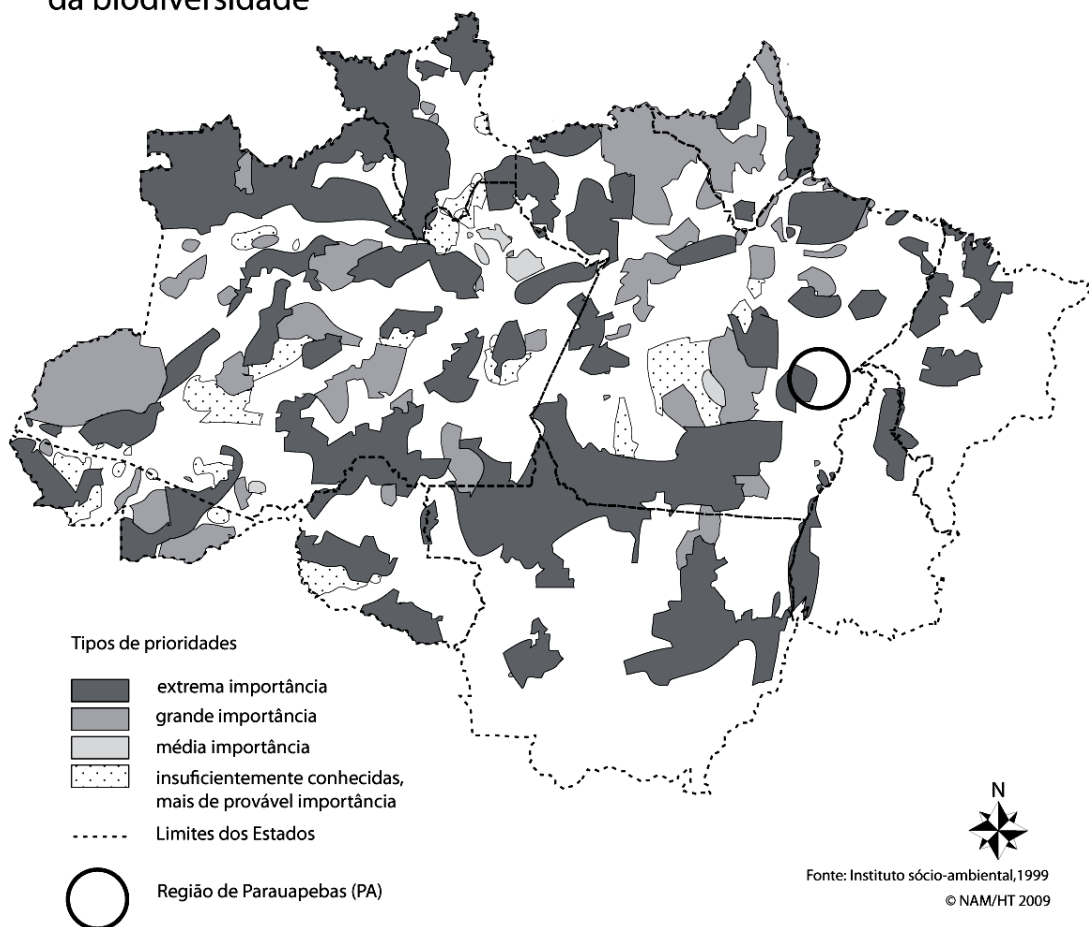 da biodiversidade
Tipos de prioridades
extrema importância
grande importância
média importância
insuficientemente conhecidas,
mais de provável importância
Limites dos Estados
Região de Parauapebas (PA)
N
Fonte: Instituto sócio-ambiental,1999
© NAM/HT 2009